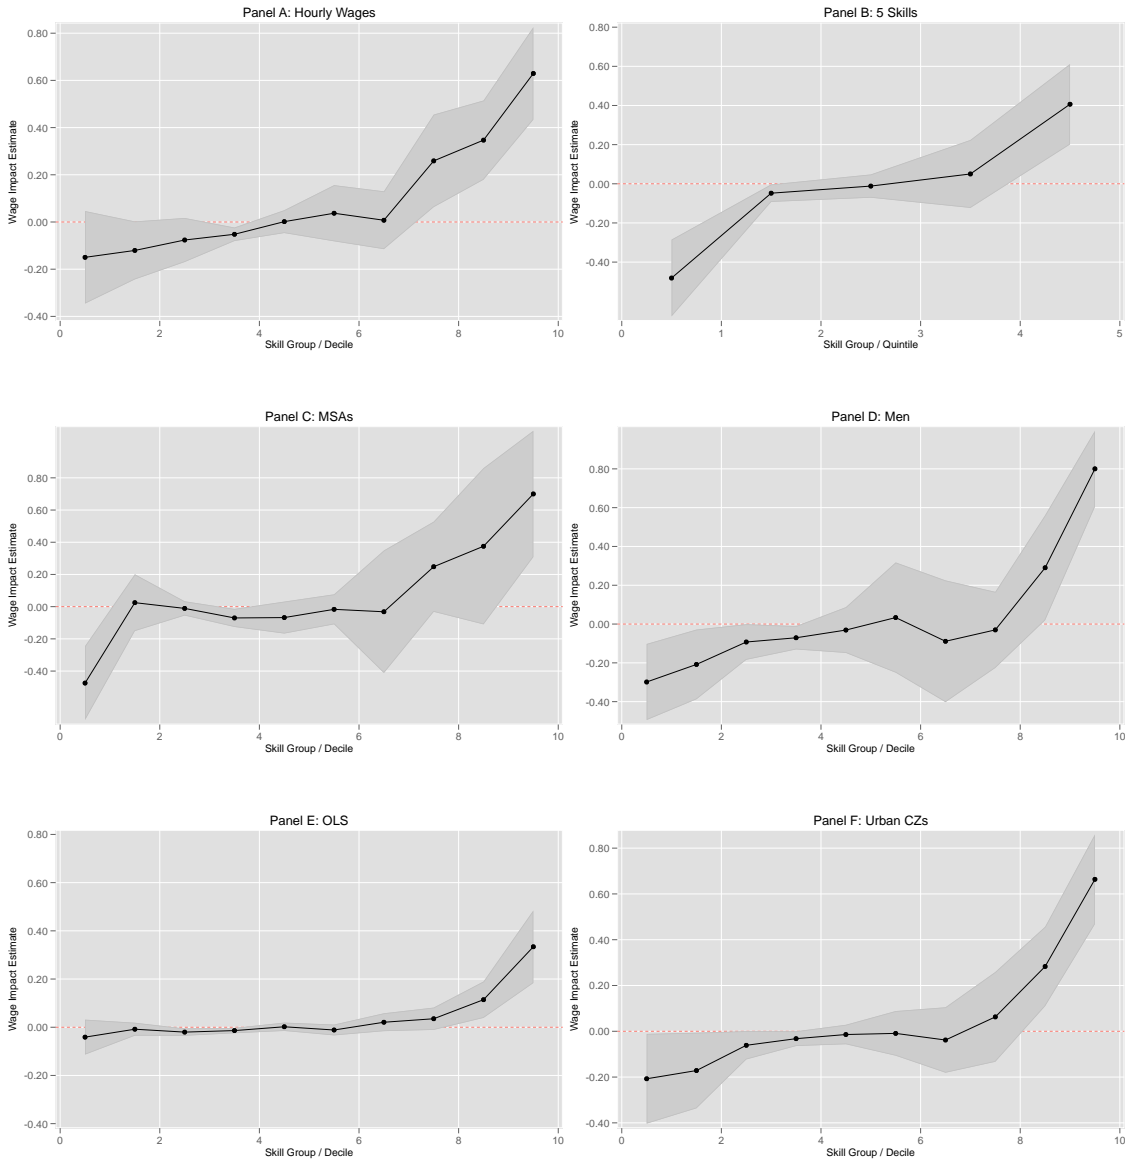 Panel A: Hourly Wages
Wage Impact Estimate
0.80
0.60
0.40
0.20
0.00
-0.20
-0.40
0 2 4 6 8 10
Skill Group / Decile
Panel B: 5 Skills
Wage Impact Estimate
0.80
0.60
0.40
0.20
0.00
-0.20
-0.40
0 1 2 3 4 5
Skill Group / Quintile
Panel C: MSAs
Wage Impact Estimate
0.80
0.60
0.40
0.20
0.00
-0.20
-0.40
0 2 4 6 8 10
Skill Group / Decile
Panel D: Men
Wage Impact Estimate
0.80
0.60
0.40
0.20
0.00
-0.20
-0.40
0 2 4 6 8 10
Skill Group / Decile
Panel E: OLS
Wage Impact Estimate
0.80
0.60
0.40
0.20
0.00
-0.20
-0.40
0 2 4 6 8 10
Skill Group / Decile
Panel F: Urban CZs
Wage Impact Estimate
0.80
0.60
0.40
0.20
0.00
-0.20
-0.40
0 2 4 6 8 10
Skill Group / Decile